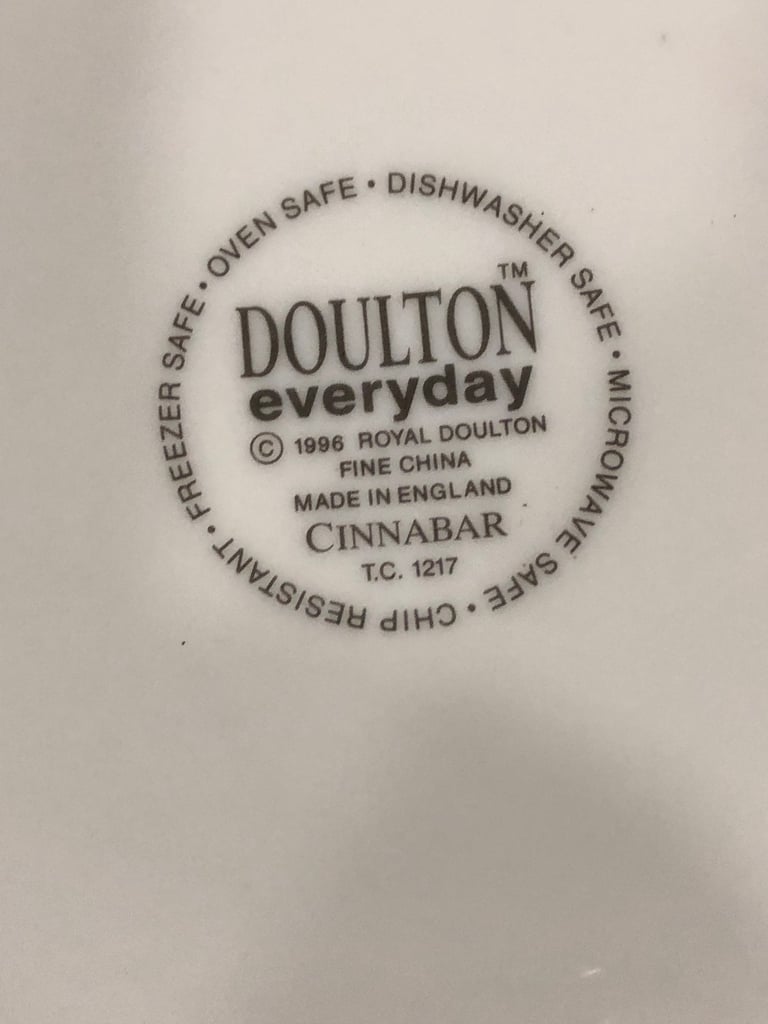 FREEZER SAFE • OVEN SAFE • DISHWASHER SAFE • MICROWAVE SAFE • CHIP RESISTANT •
DOULTON™
everyday
© 1996 ROYAL DOULTON
FINE CHINA
MADE IN ENGLAND
CINNABAR
T.C. 1217